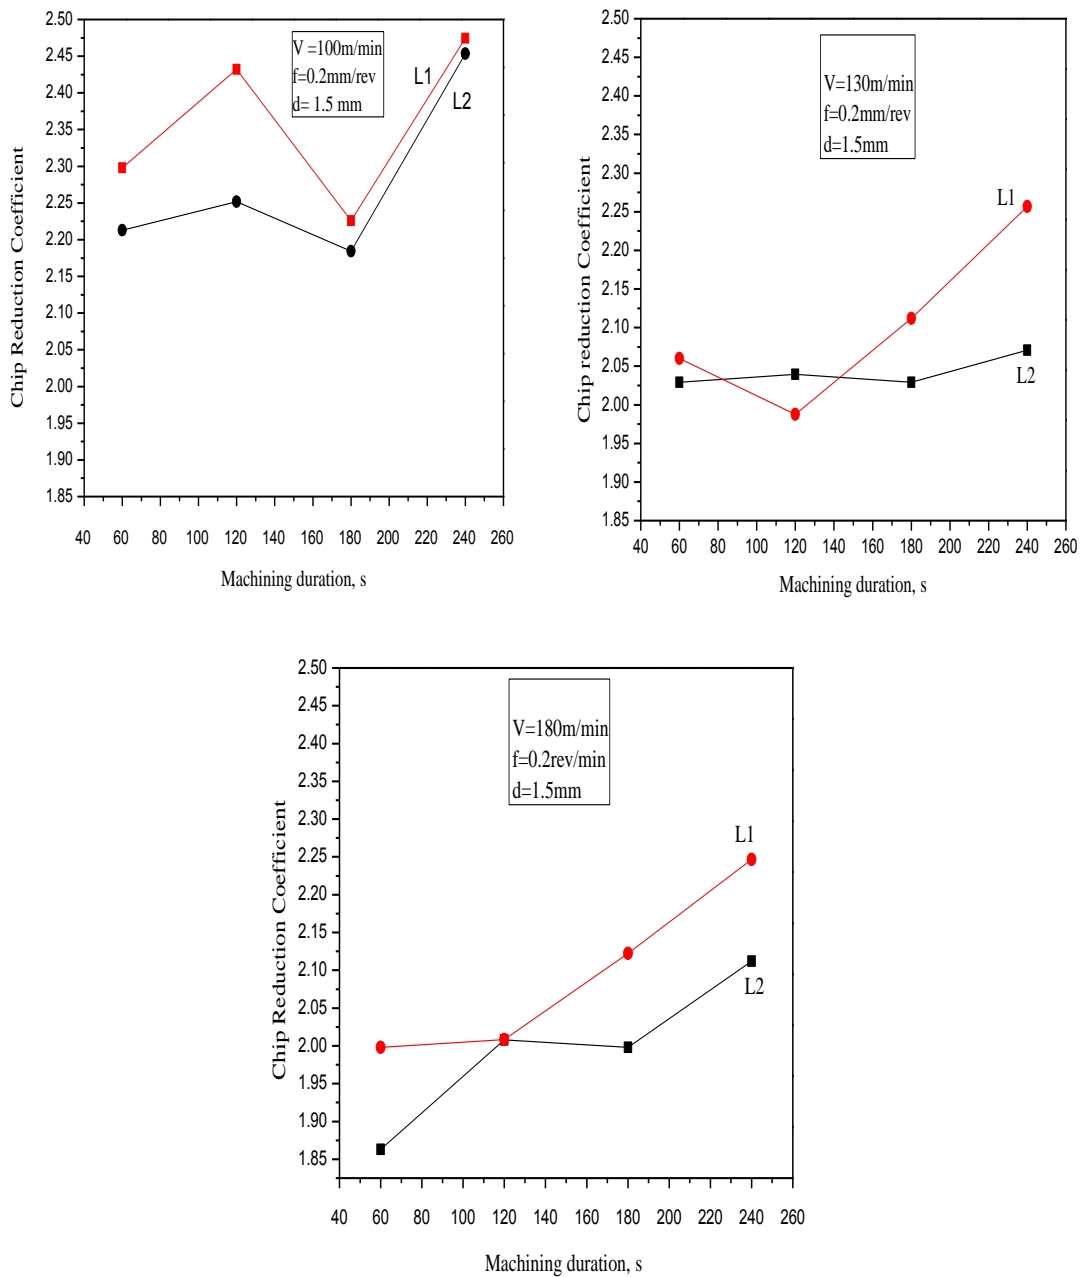 2.50
2.45
2.40
2.35
2.30
2.25
2.20
2.15
2.10
2.05
2.00
1.95
1.90
1.85
Chip Reduction Coefficient
V =100m/min
f=0.2mm/rev
d= 1.5 mm
L1
L2
40 60 80 100 120 140 160 180 200 220 240 260
Machining duration, s
2.50
2.45
2.40
2.35
2.30
2.25
2.20
2.15
2.10
2.05
2.00
1.95
1.90
1.85
Chip reduction Coefficient
V=130m/min
f=0.2mm/rev
d=1.5mm
L1
L2
40 60 80 100 120 140 160 180 200 220 240 260
Machining duration, s
2.50
2.45
2.40
2.35
2.30
2.25
2.20
2.15
2.10
2.05
2.00
1.95
1.90
1.85
Chip Reduction Coefficient
V=180m/min
f=0.2rev/min
d=1.5mm
L1
L2
40 60 80 100 120 140 160 180 200 220 240 260
Machining duration, s